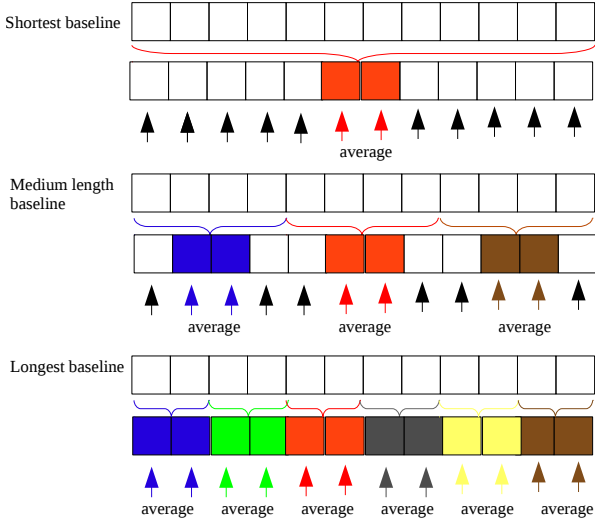 Shortest baseline
average
Medium length
baseline
average average average
Longest baseline
average average average average average average